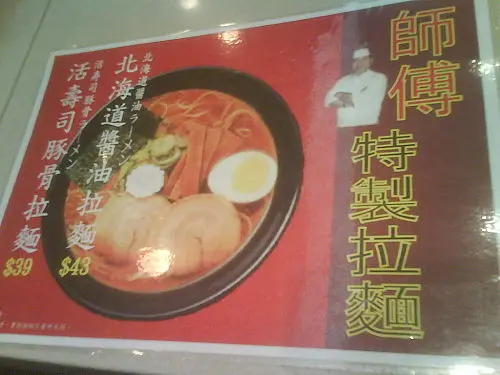 師傅
特製拉麵
北海道醬油ラーメン
北海道醬油拉麵
$43
活壽司豚骨ラーメン
活壽司豚骨拉麵
$39